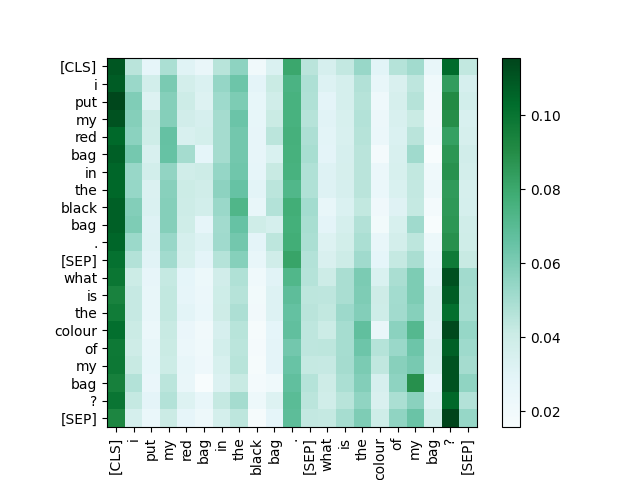 [CLS]
i
put
my
red
bag
in
the
black
bag
.
[SEP]
what
is
the
colour
of
my
bag
?
[SEP]
[CLS] i put my red bag in the black bag . [SEP] what is the colour of my bag ? [SEP]
0.10
0.08
0.06
0.04
0.02